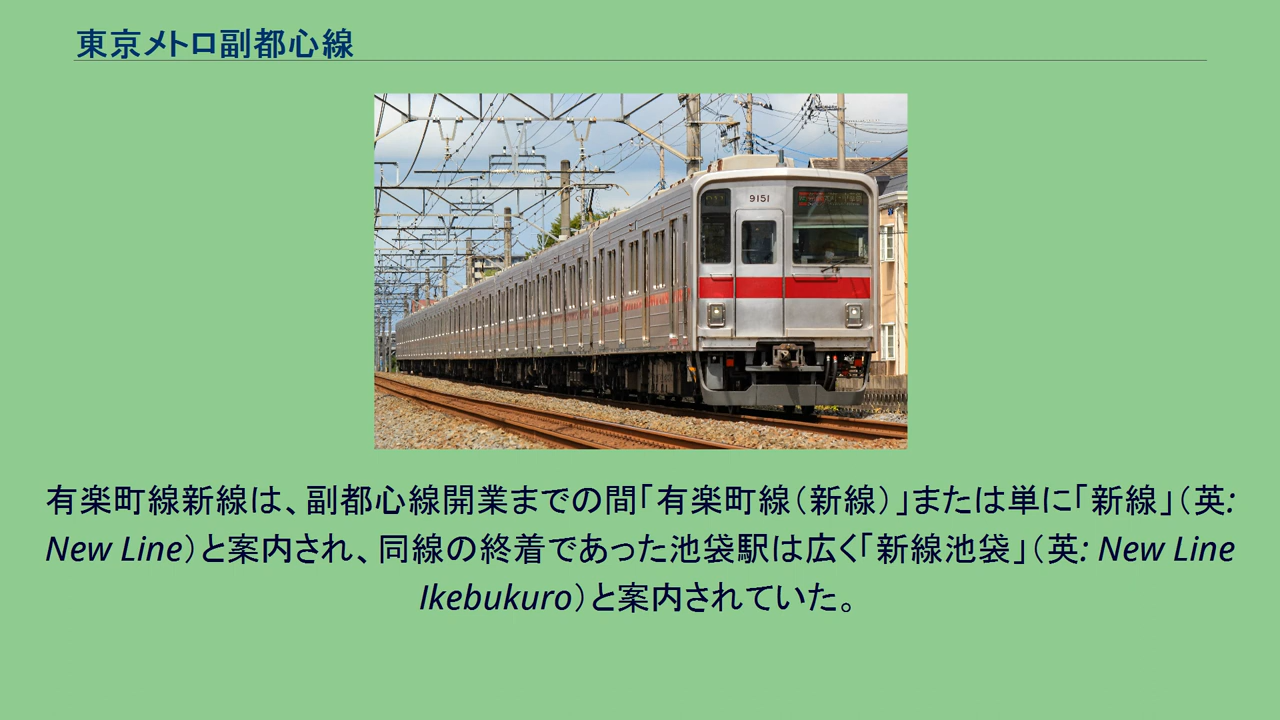 東京メトロ副都心線
9151
有楽町線新線は、副都心線開業までの間「有楽町線（新線）」または単に「新線」（英:
New Line）と案内され、同線の終着であった池袋駅は広く「新線池袋」（英: New Line
Ikebukuro）と案内されていた。